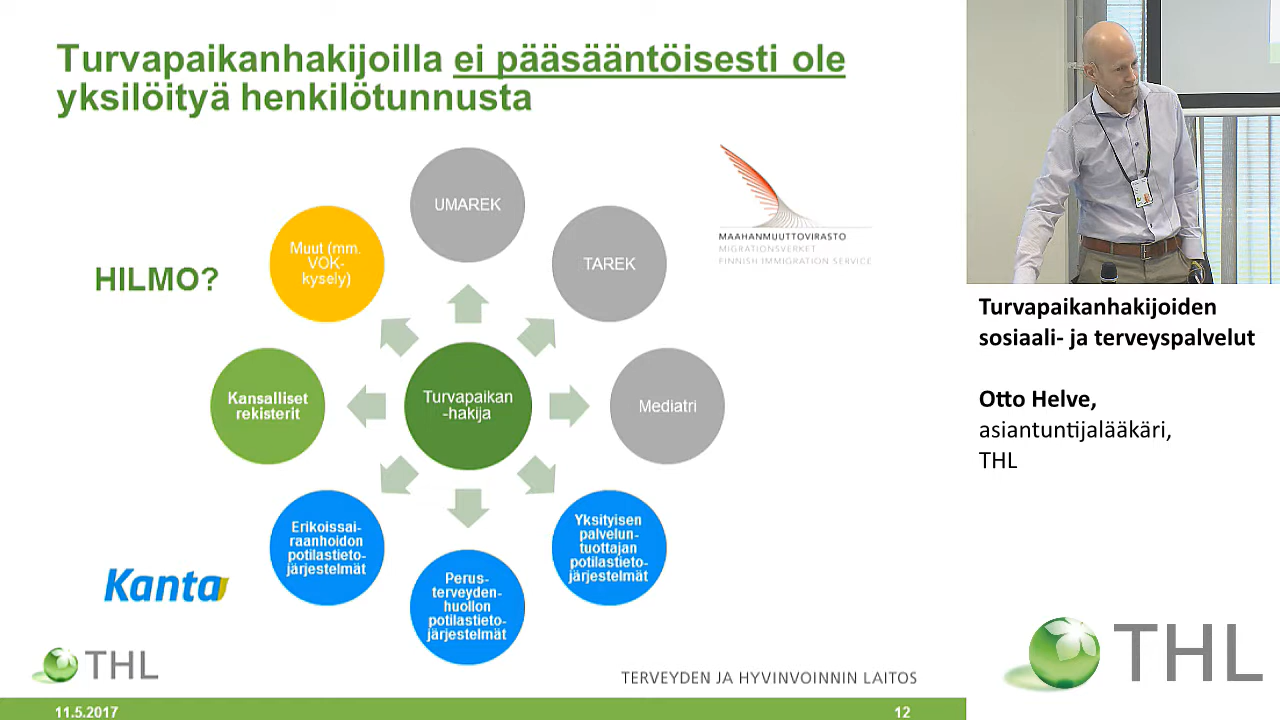 Turvapaikanhakijoilla ei pääsääntöisesti ole
yksilöityä henkilötunnusta
UMAREK
TAREK
Mediatri
Yksityisen
palvelun-
tuottajan
potilastieto-
järjestelmät
Perus-
terveyden-
huollon
potilastieto-
järjestelmät
Erikoissai-
raanhoidon
potilastieto-
järjestelmät
Kansalliset
rekisterit
Muut (mm.
VOK-
kysely)
Turvapaikan
-hakija
HILMO?
MAAHANMUUTTOVIRASTO
MIGRATIONSVERKET
FINNISH IMMIGRATION SERVICE
Kanta
THL
TERVEYDEN JA HYVINVOINNIN LAITOS
11.5.2017
12
Turvapaikanhakijoiden
sosiaali- ja terveyspalvelut
Otto Helve,
asiantuntijalääkäri,
THL
THL